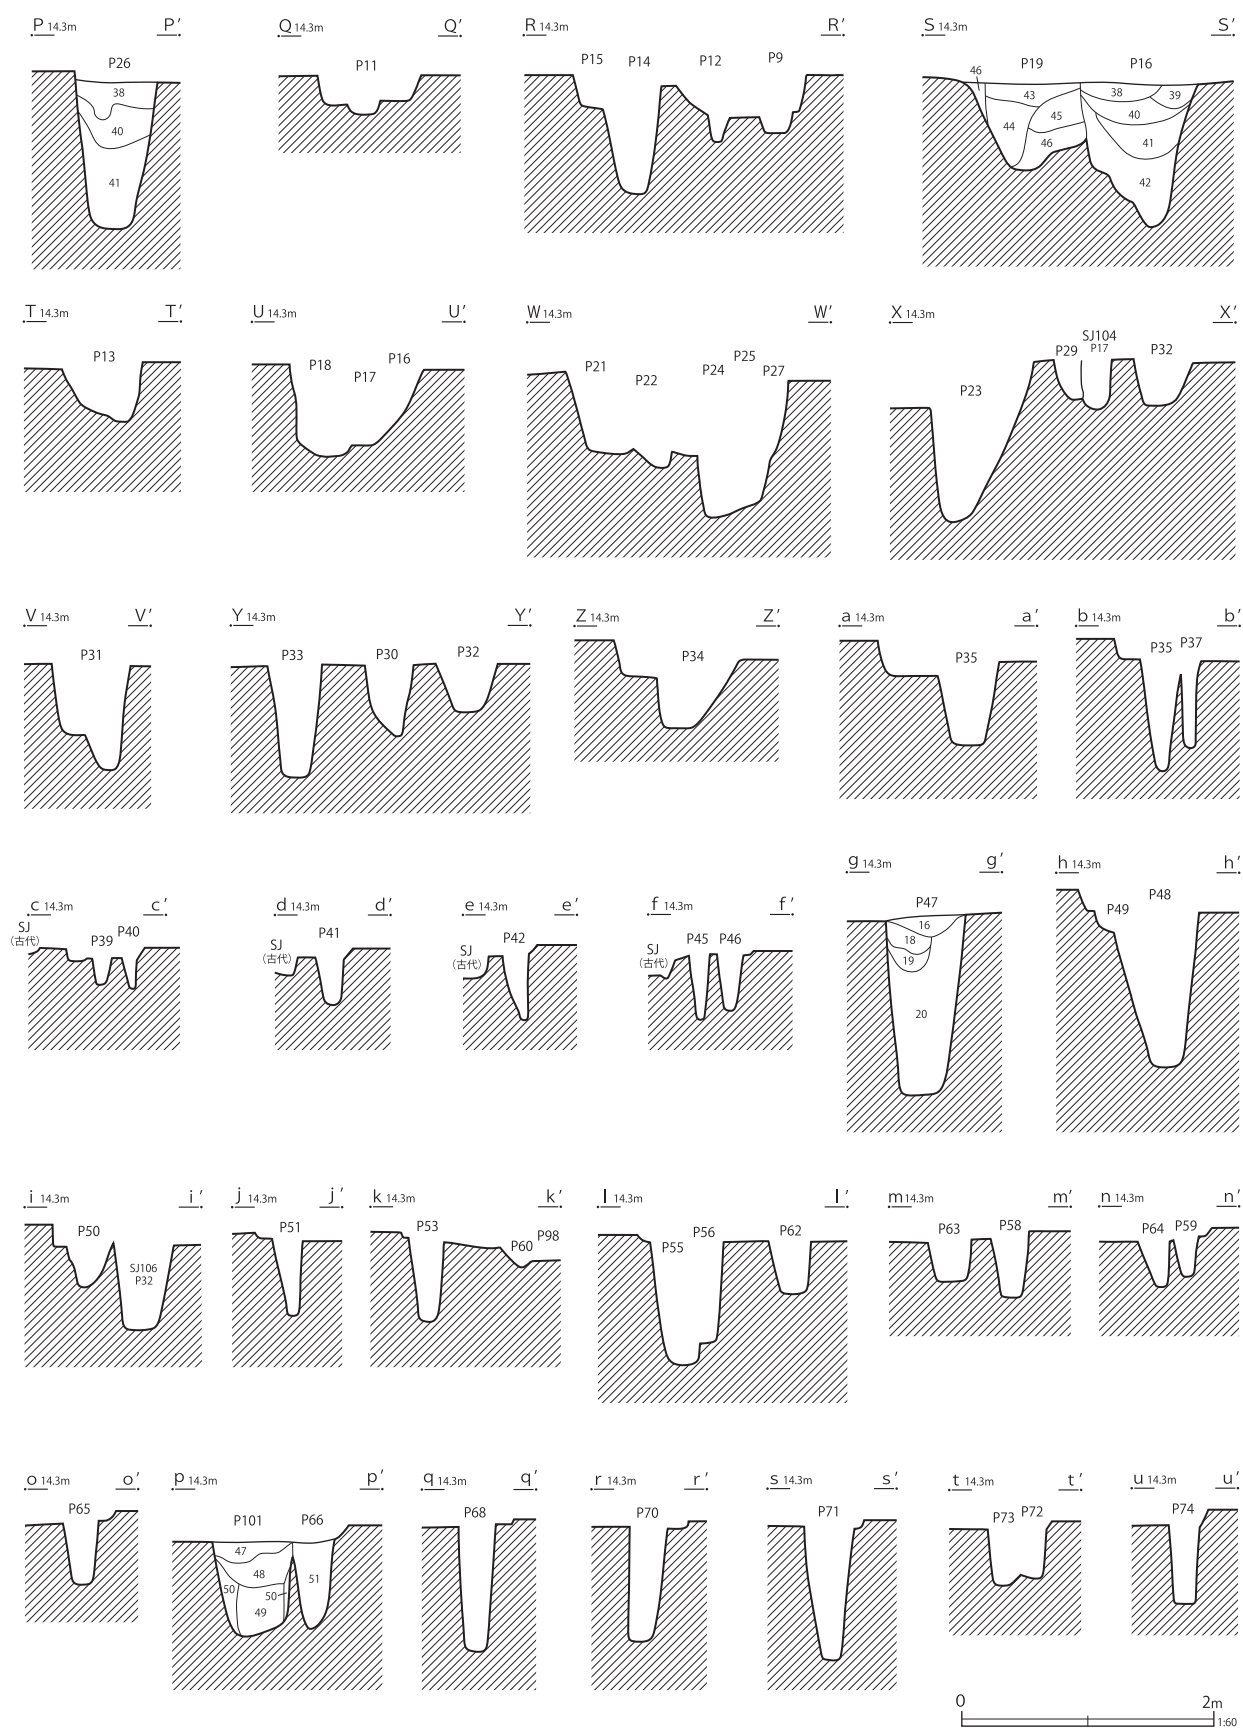 P 14.3m P′
P26
38
40
41
Q 14.3m Q′
P11
R 14.3m R′
P15 P14 P12 P9
S 14.3m S′
46 P19 P16
43 38 39
44 45 40
46 41
42
T 14.3m T′
P13
U 14.3m U′
P18 P17 P16
W 14.3m W′
P21 P22 P24 P25 P27
X 14.3m X′
P23 P29 SJ104 P32
P17
V 14.3m V′
P31
Y 14.3m Y′
P33 P30 P32
Z 14.3m Z′
P34
a 14.3m a′
P35
b 14.3m b′
P35 P37
c 14.3m c′
SJ
(古代)
P39 P40
d 14.3m d′
SJ
(古代)
P41
e 14.3m e′
SJ
(古代)
P42
f 14.3m f′
SJ
(古代)
P45 P46
g 14.3m g′
P47
16
18
19
20
h 14.3m h′
P49 P48
i 14.3m i′
P50
SJ106
P32
j 14.3m j′
P51
k 14.3m k′
P53 P60 P98
l 14.3m l′
P55 P56 P62
m 14.3m m′
P63 P58
n 14.3m n′
P64 P59
o 14.3m o′
P65
p 14.3m p′
P101 P66
47
48
50 50 51
49
q 14.3m q′
P68
r 14.3m r′
P70
s 14.3m s′
P71
t 14.3m t′
P73 P72
u 14.3m u′
P74
0 2m
1:60